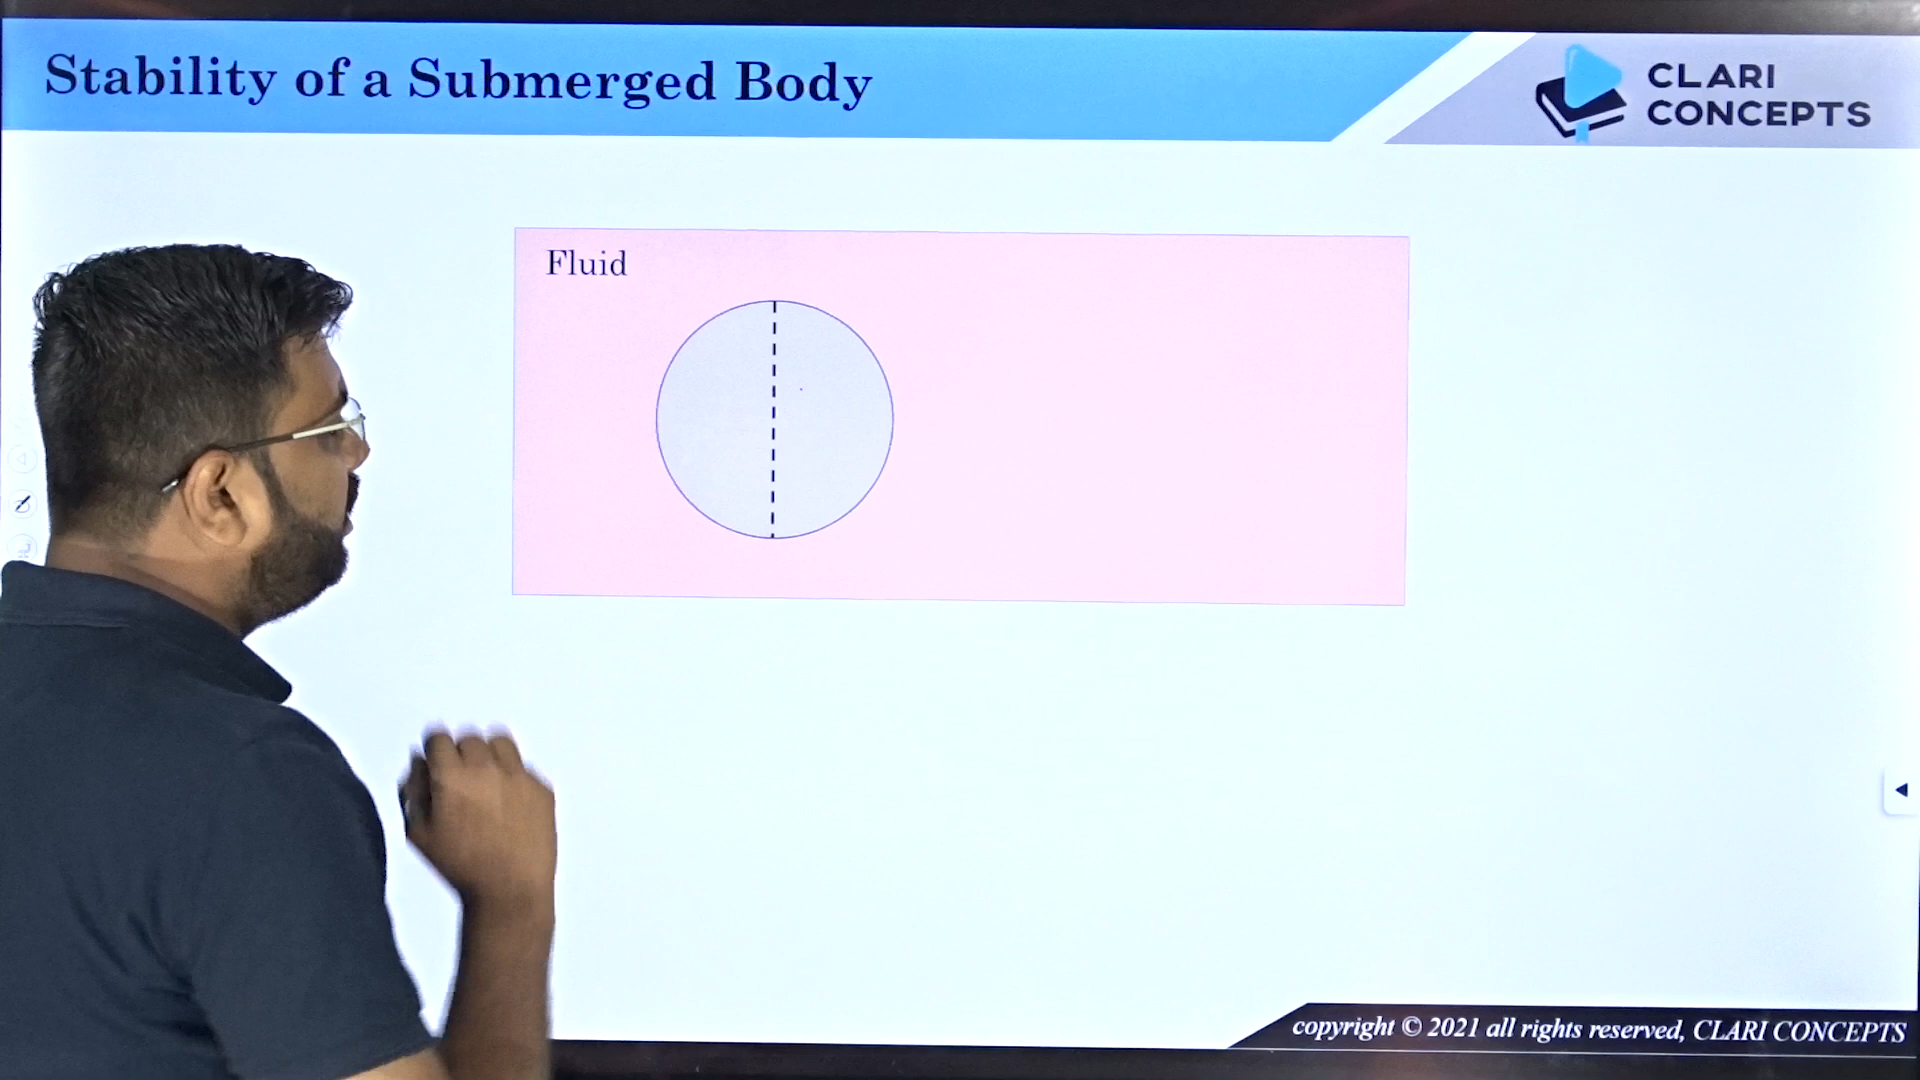 Stability of a Submerged Body
CLARI
CONCEPTS
Fluid
copyright © 2021 all rights reserved, CLARI CONCEPTS